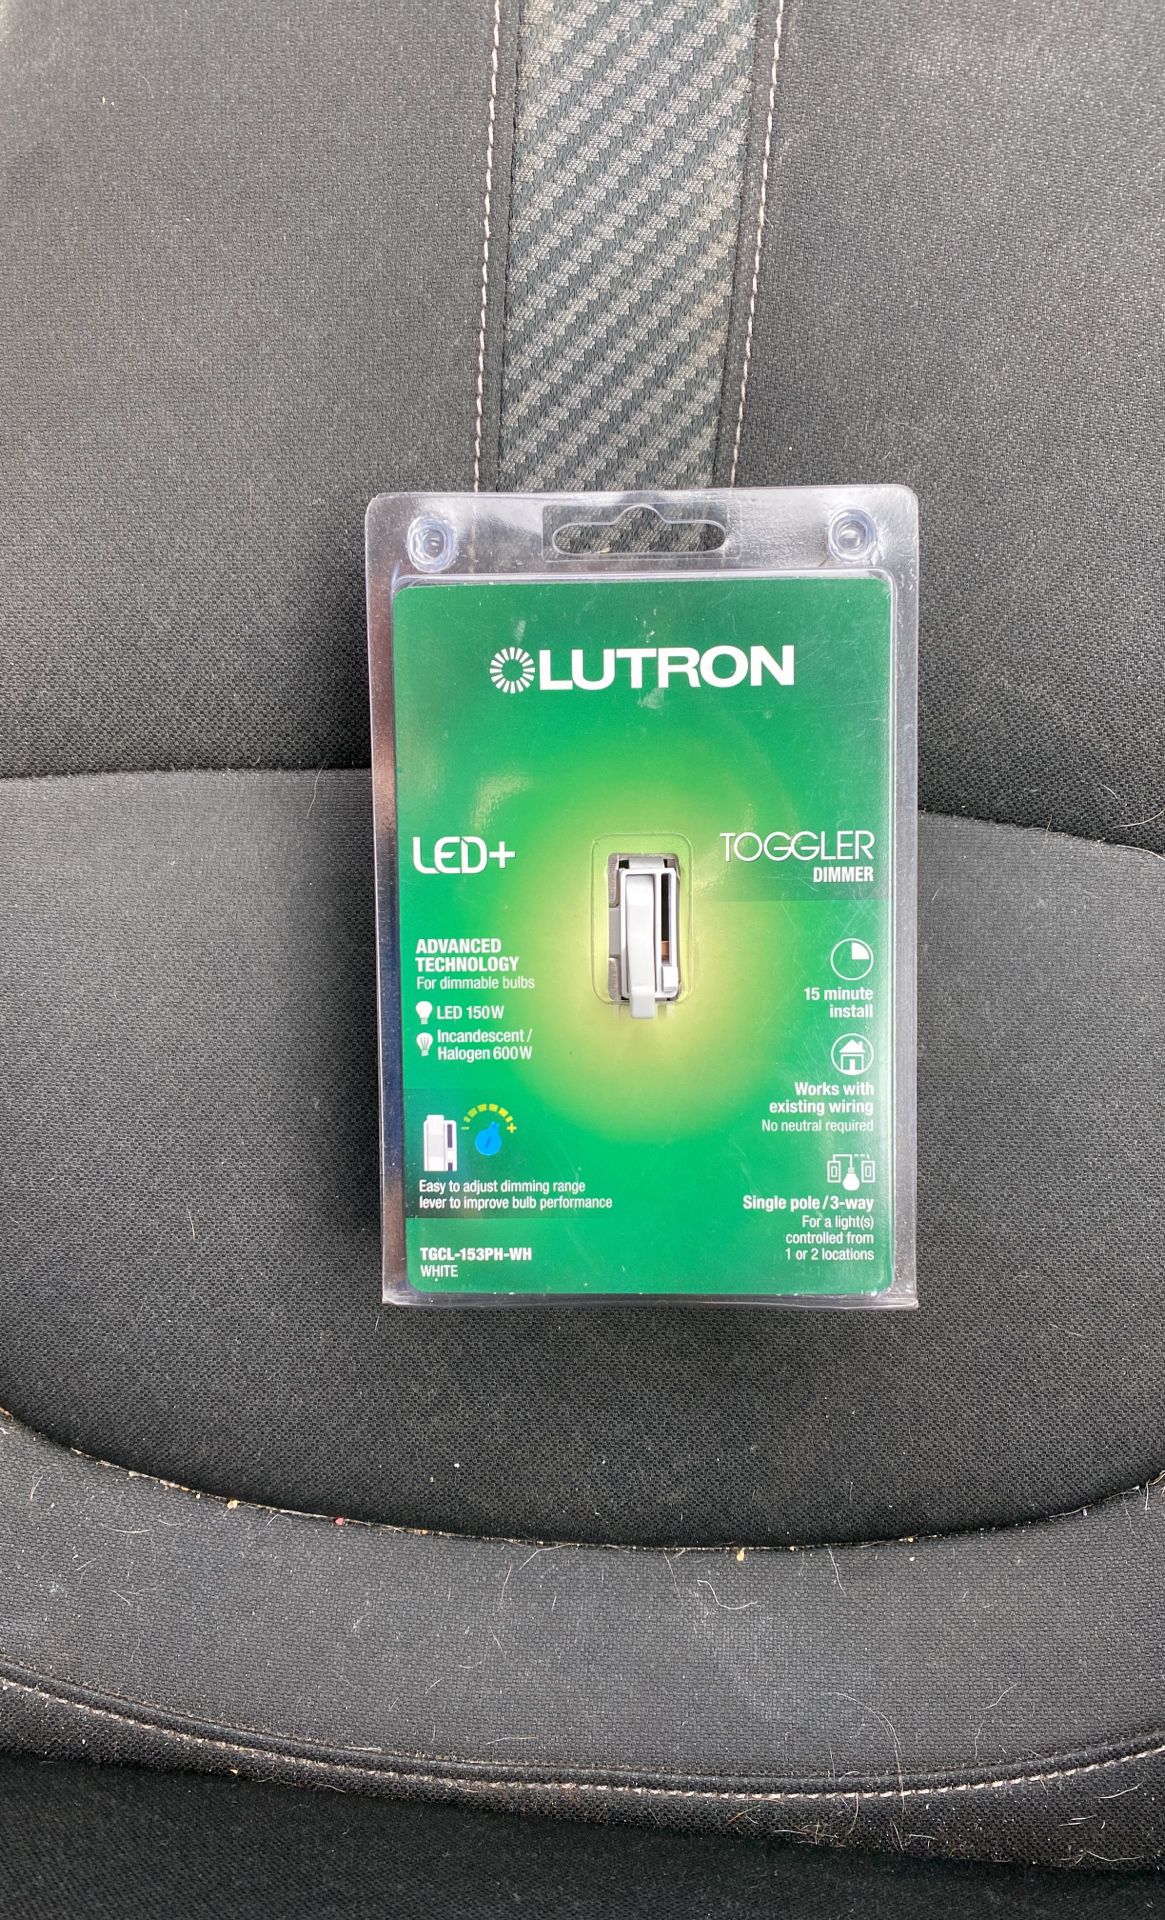 LUTRON
LED+
TOGGLER
DIMMER
ADVANCED
TECHNOLOGY
For dimmable bulbs
LED 150W
Incandescent /
Halogen 600W
- +
Easy to adjust dimming range
lever to improve bulb performance
TGCL-153PH-WH
WHITE
15 minute
install
Works with
existing wiring
No neutral required
Single pole / 3-way
For a light(s)
controlled from
1 or 2 locations